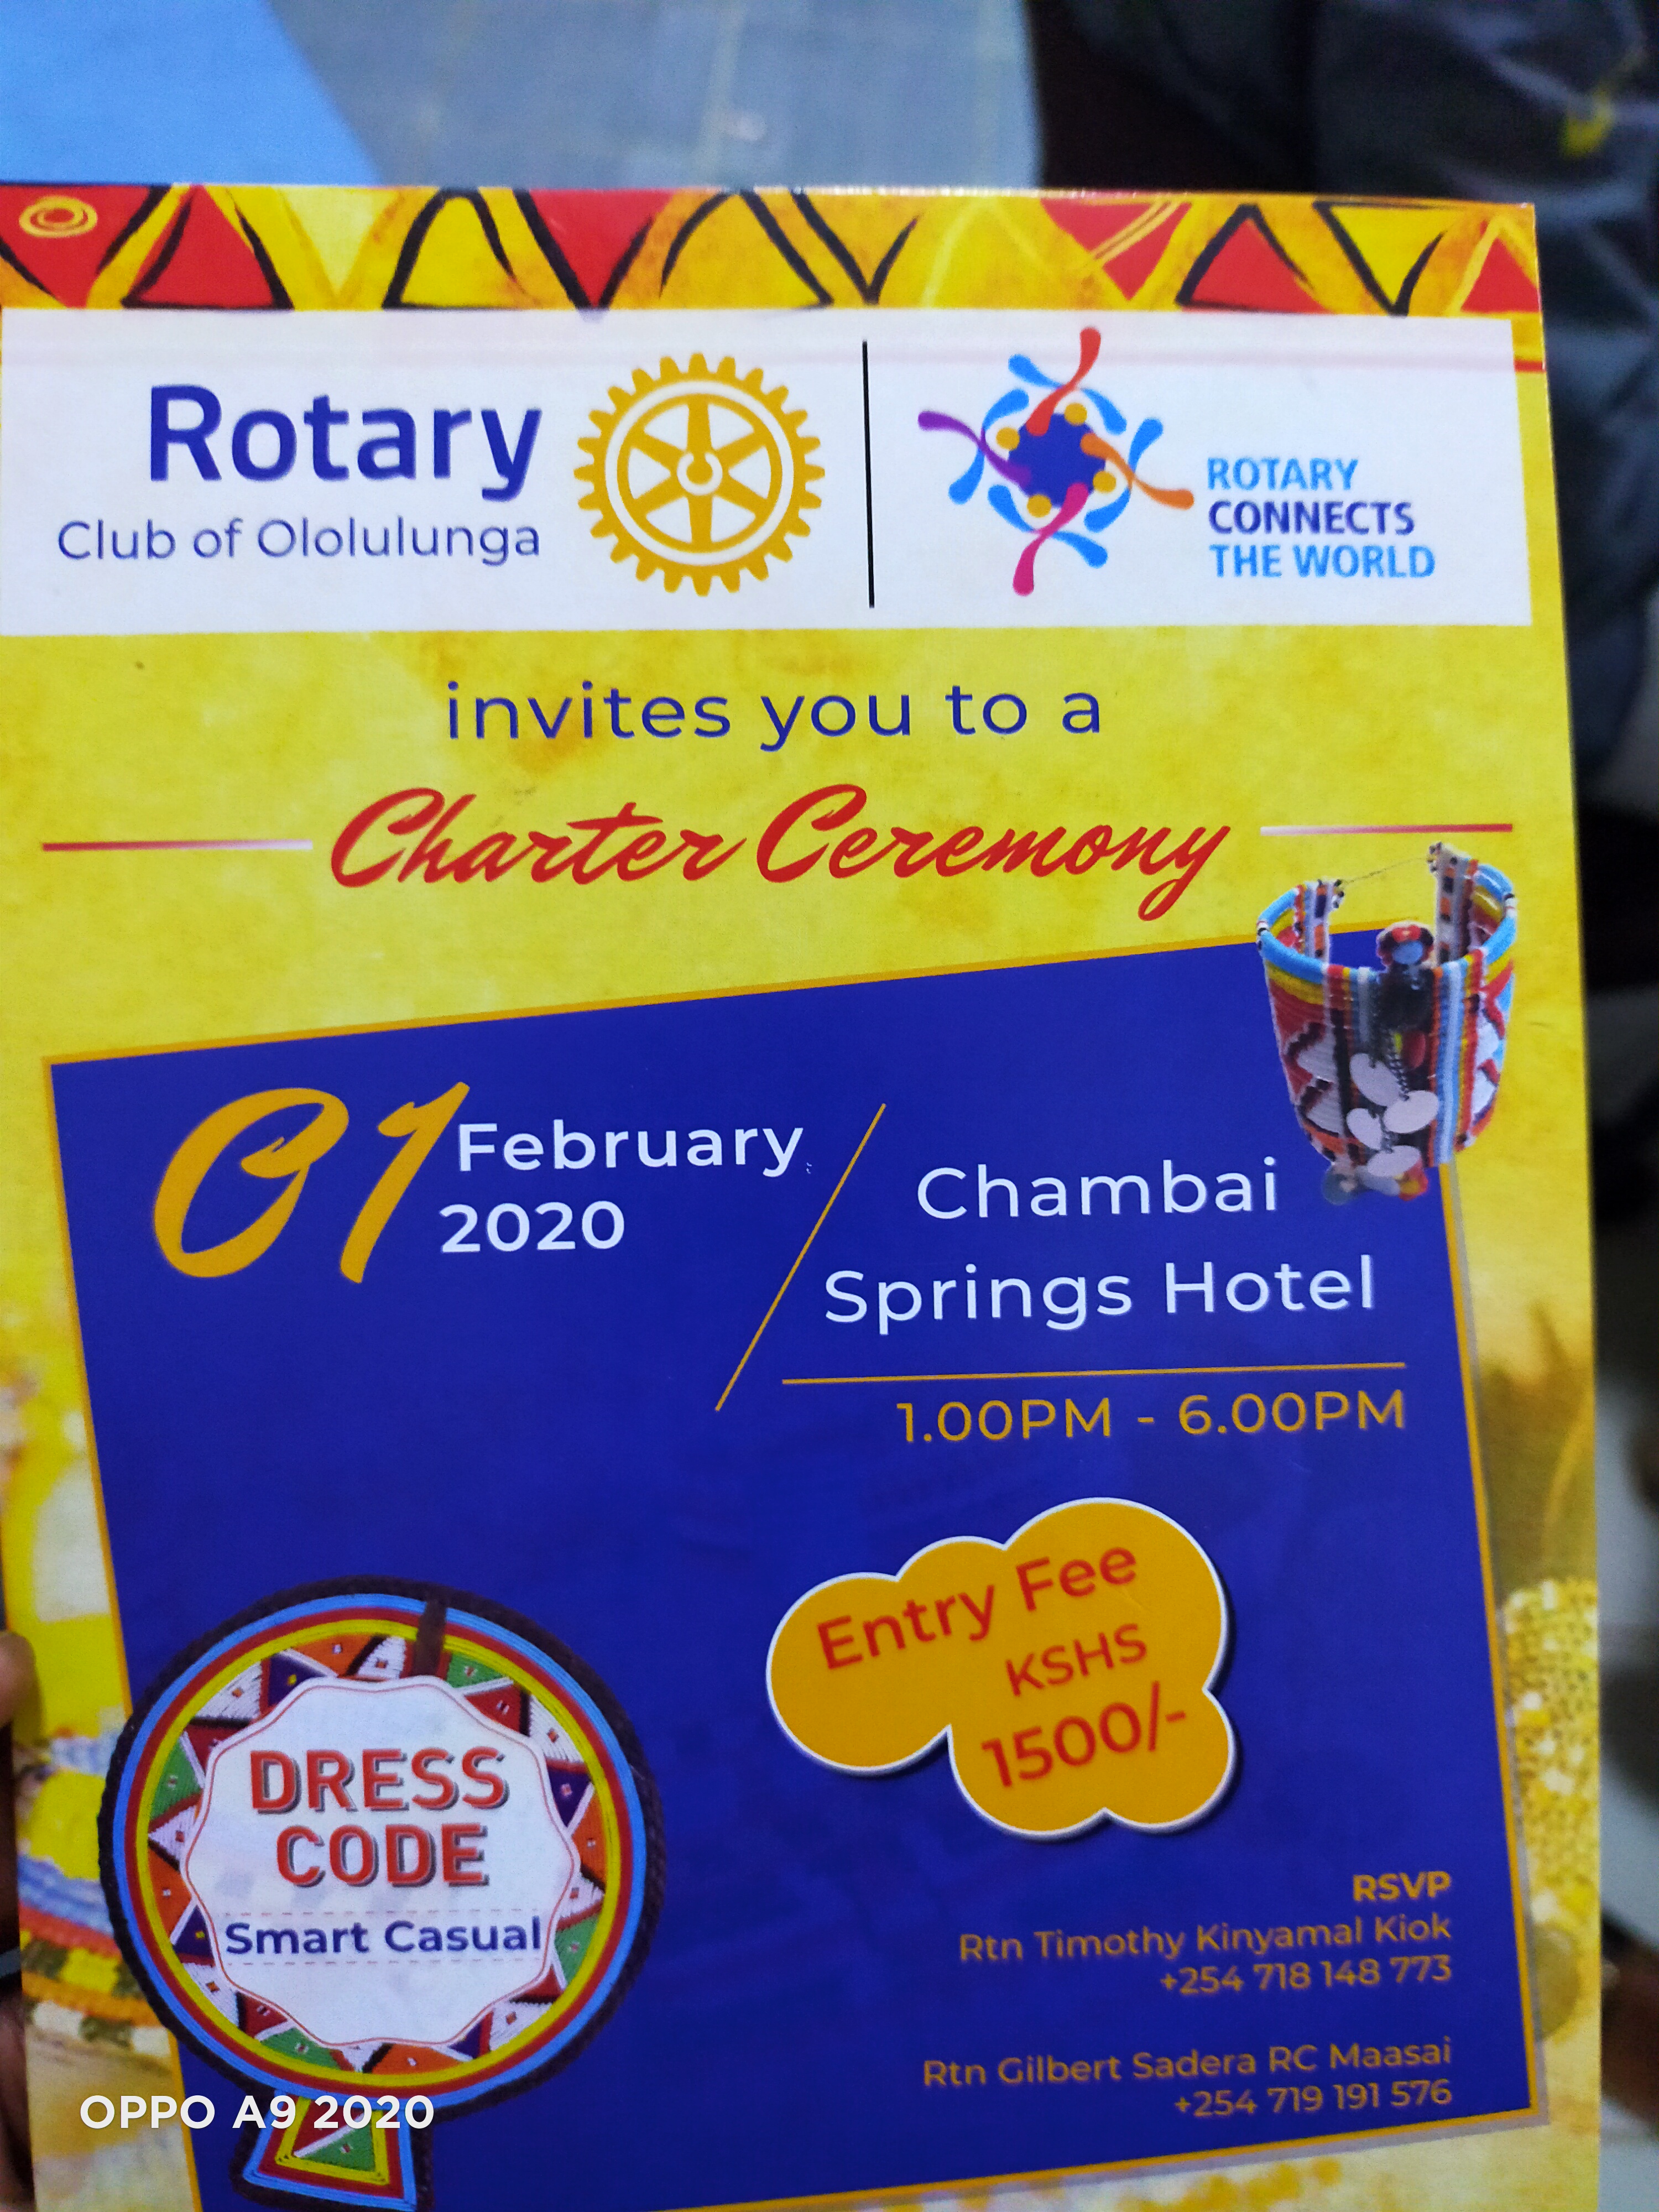 Rotary
Club of Ololulunga
ROTARY
CONNECTS
THE WORLD
invites you to a
Charter Ceremony
01 February
2020
Chambai
Springs Hotel
1.00PM - 6.00PM
Entry Fee
KSHS
1500/-
DRESS
CODE
Smart Casual
RSVP
Rtn Timothy Kinyamal Kiok
+254 718 148 773
Rtn Gilbert Sadera RC Maasai
+254 719 191 576
OPPO A9 2020